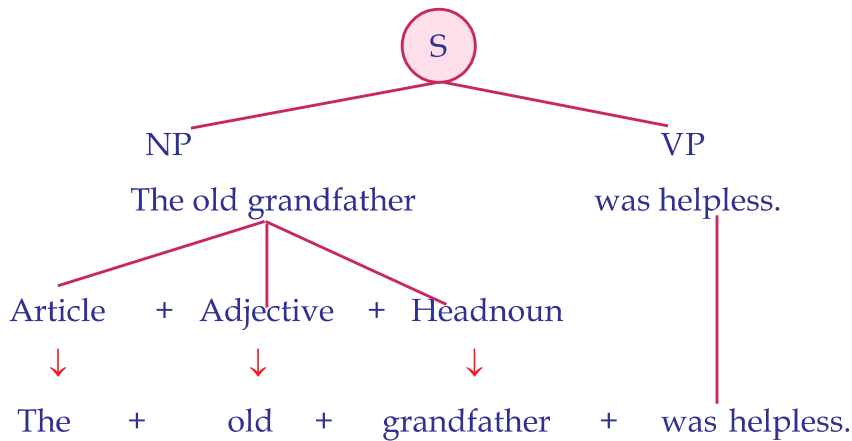 S
NP VP
The old grandfather was helpless.
Article + Adjective + Headnoun
↓ ↓ ↓
The + old + grandfather + was helpless.